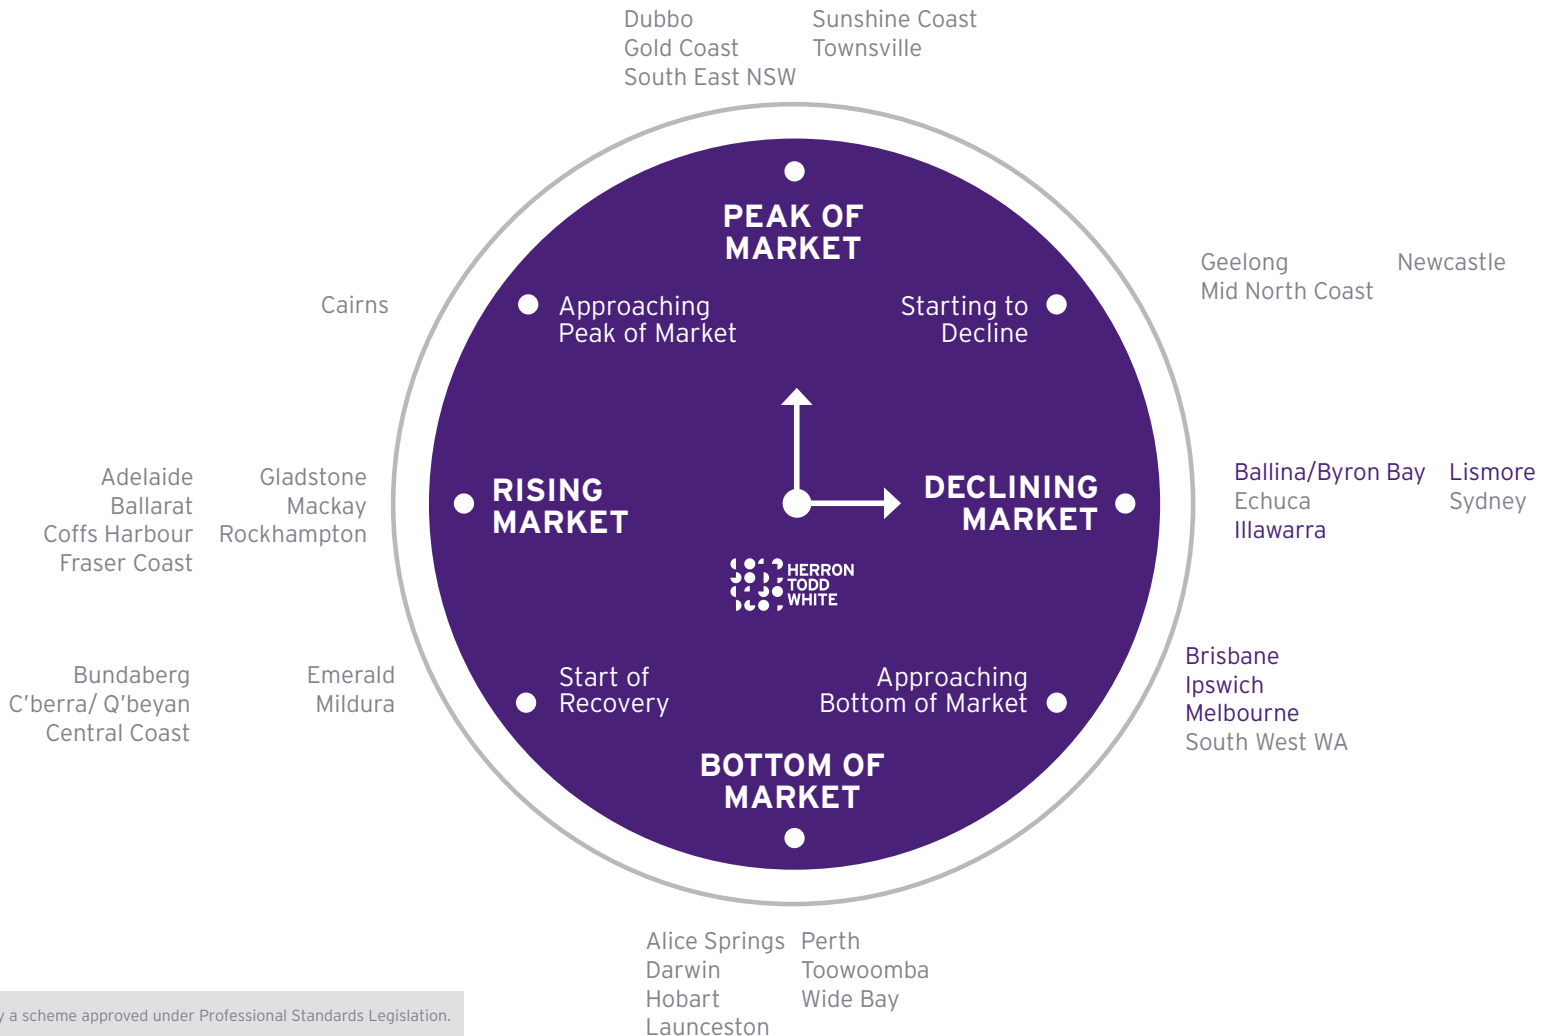 Dubbo Sunshine Coast
Gold Coast Townsville
South East NSW
PEAK OF
MARKET
Cairns
Approaching
Peak of Market
Starting to
Decline
Geelong Newcastle
Mid North Coast
Adelaide Gladstone
Ballarat Mackay
Coffs Harbour Rockhampton
Fraser Coast
RISING
MARKET
DECLINING
MARKET
Ballina/Byron Bay Lismore
Echuca Sydney
Illawarra
HERRON
TODD
WHITE
Bundaberg Emerald
C'berra/ Q'beyan Mildura
Central Coast
Start of
Recovery
Approaching
Bottom of Market
Brisbane
Ipswich
Melbourne
South West WA
BOTTOM OF
MARKET
Alice Springs Perth
Darwin Toowoomba
Hobart Wide Bay
Launceston
y a scheme approved under Professional Standards Legislation.